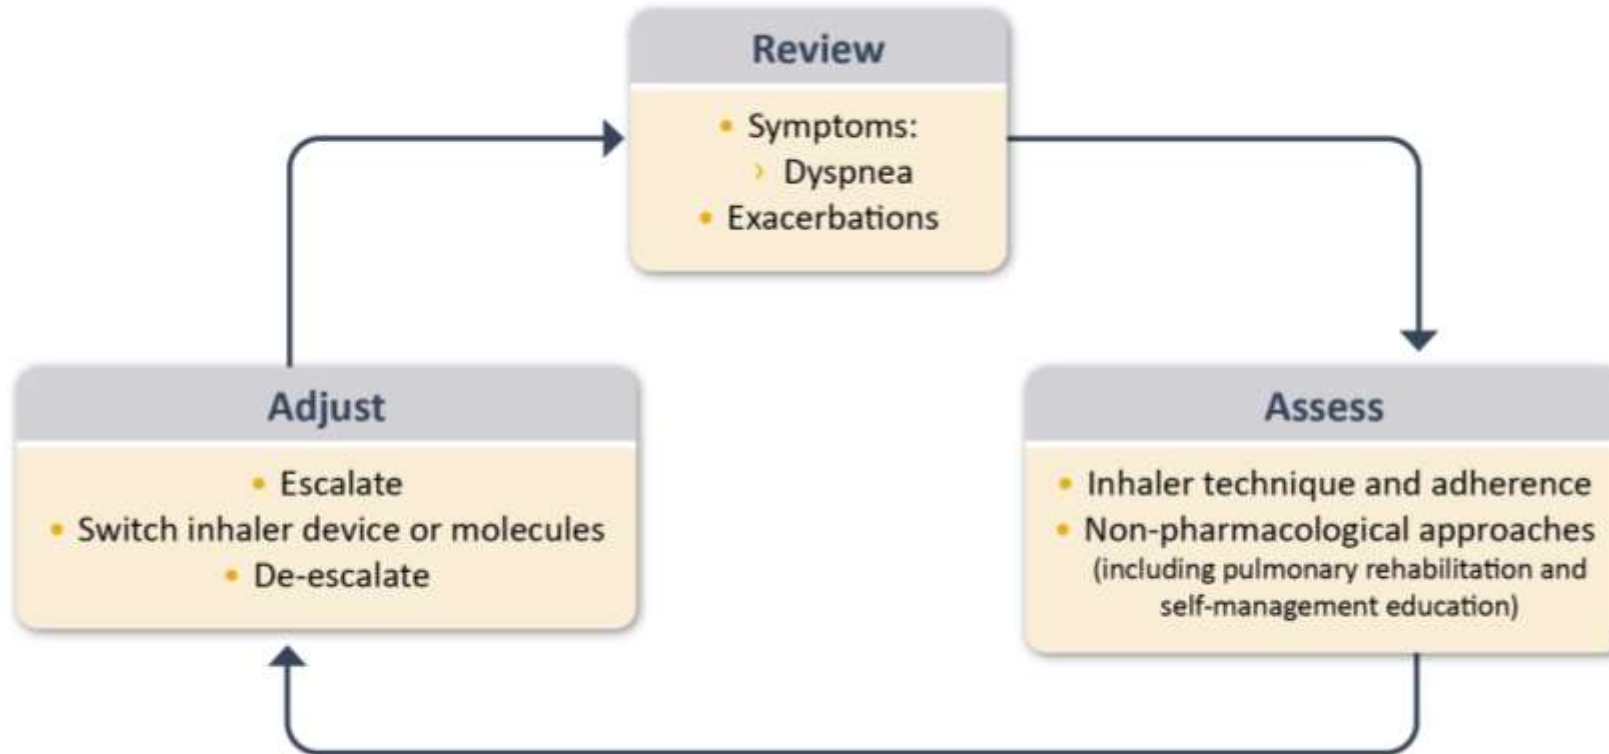 Review
• Symptoms:
› Dyspnea
• Exacerbations
Adjust
• Escalate
• Switch inhaler device or molecules
• De-escalate
Assess
• Inhaler technique and adherence
• Non-pharmacological approaches
(including pulmonary rehabilitation and
self-management education)